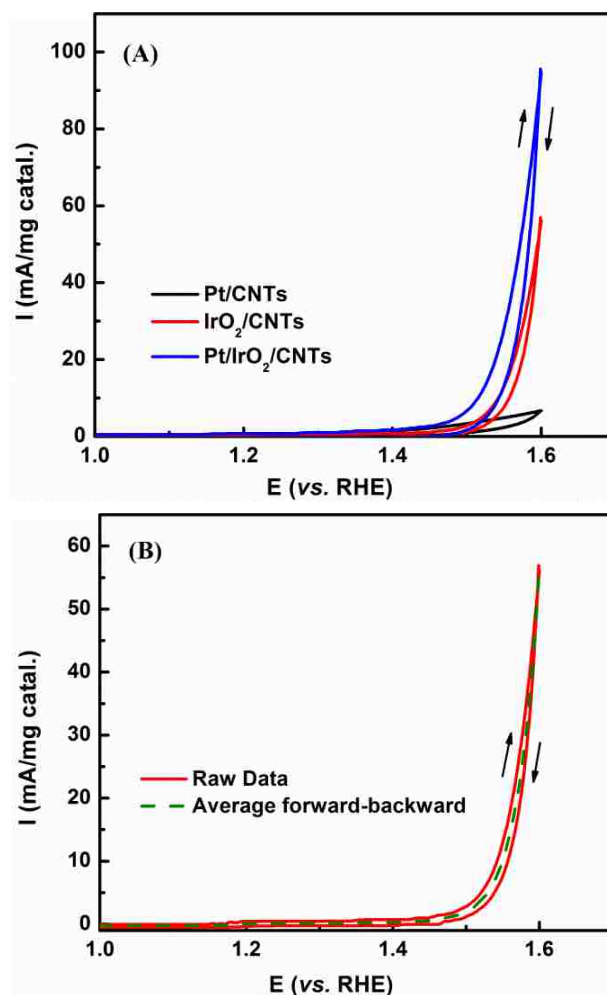 (A)
I (mA/mg catal.)
100
80
60
40
20
0
Pt/CNTs
IrO₂/CNTs
Pt/IrO₂/CNTs
1.0 1.2 1.4 1.6
E (vs. RHE)
(B)
I (mA/mg catal.)
60
50
40
30
20
10
0
Raw Data
Average forward-backward
1.0 1.2 1.4 1.6
E (vs. RHE)